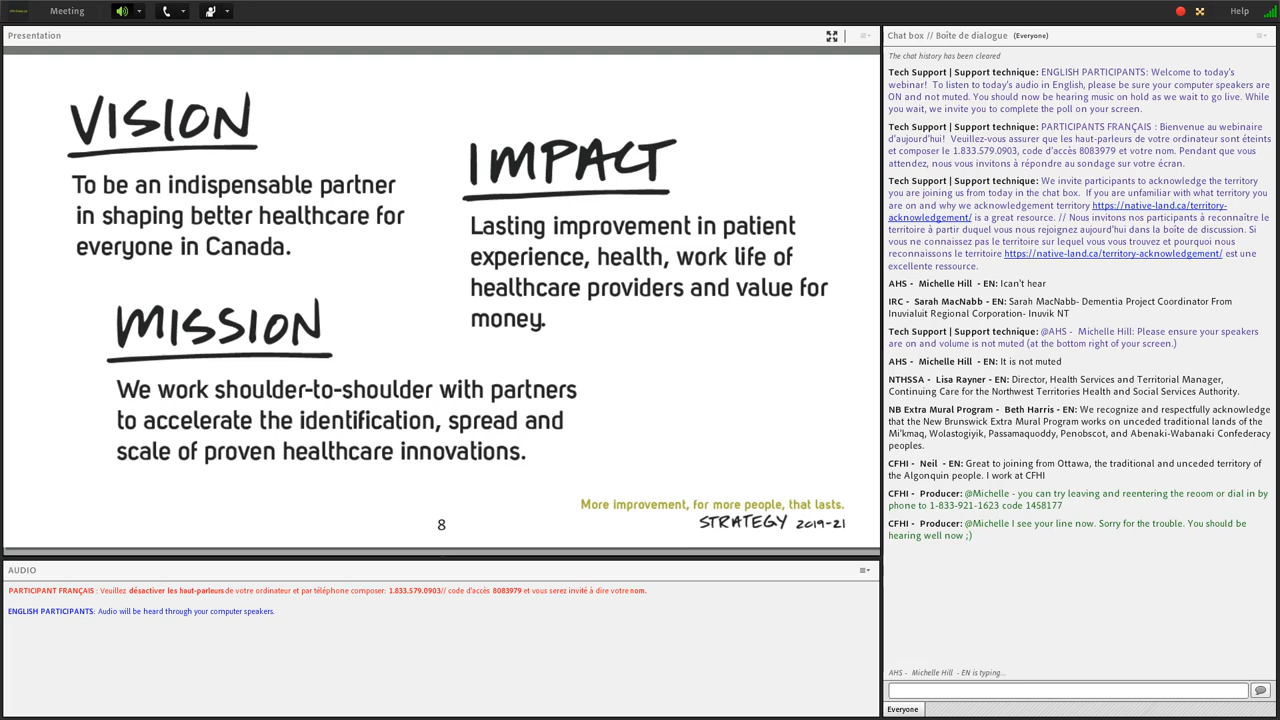 Meeting
Help
Presentation
VISION
To be an indispensable partner
in shaping better healthcare for
everyone in Canada.
IMPACT
Lasting improvement in patient
experience, health, work life of
healthcare providers and value for
money.
MISSION
We work shoulder-to-shoulder with partners
to accelerate the identification, spread and
scale of proven healthcare innovations.
More improvement, for more people, that lasts.
STRATEGY 2019-21
8
AUDIO
PARTICIPANT FRANÇAIS : Veuillez désactiver les haut-parleurs de votre ordinateur et par téléphone composer: 1.833.579.0903// code d'accès 8083979 et vous serez invité à dire votre nom.
ENGLISH PARTICIPANTS: Audio will be heard through your computer speakers.
Chat box // Boîte de dialogue (Everyone)
The chat history has been cleared
Tech Support | Support technique: ENGLISH PARTICIPANTS: Welcome to today's
webinar! To listen to today's audio in English, please be sure your computer speakers are
ON and not muted. You should now be hearing music on hold as we wait to go live. While
you wait, we invite you to complete the poll on your screen.
Tech Support | Support technique: PARTICIPANTS FRANÇAIS : Bienvenue au webinaire
d'aujourd'hui! Veuillez-vous assurer que les haut-parleurs de votre ordinateur sont éteints
et composer le 1.833.579.0903, code d'accès 8083979 et votre nom. Pendant que vous
attendez, nous vous invitons à répondre au sondage sur votre écran.
Tech Support | Support technique: We invite participants to acknowledge the territory
you are joining us from today in the chat box. If you are unfamiliar with what territory you
are on and why we acknowledgement territory https://native-land.ca/territory-
acknowledgement/ is a great resource. // Nous invitons nos participants à reconnaître le
territoire à partir duquel vous nous rejoignez aujourd'hui dans la boîte de discussion. Si
vous ne connaissez pas le territoire sur lequel vous vous trouvez et pourquoi nous
reconnaissons le territoire https://native-land.ca/territory-acknowledgement/ est une
excellente ressource.
AHS - Michelle Hill - EN: Ican't hear
IRC - Sarah MacNabb - EN: Sarah MacNabb- Dementia Project Coordinator From
Inuvialuit Regional Corporation- Inuvik NT
Tech Support | Support technique: @AHS - Michelle Hill: Please ensure your speakers
are on and volume is not muted (at the bottom right of your screen.)
AHS - Michelle Hill - EN: It is not muted
NTHSSA - Lisa Rayner - EN: Director, Health Services and Territorial Manager,
Continuing Care for the Northwest Territories Health and Social Services Authority.
NB Extra Mural Program - Beth Harris - EN: We recognize and respectfully acknowledge
that the New Brunswick Extra Mural Program works on unceded traditional lands of the
Mi'kmaq, Wolastogiyik, Passamaquoddy, Penobscot, and Abenaki-Wabanaki Confederacy
peoples.
CFHI - Neil - EN: Great to joining from Ottawa, the traditional and unceded territory of
the Algonquin people. I work at CFHI
CFHI - Producer: @Michelle - you can try leaving and reentering the reoom or dial in by
phone to 1-833-921-1623 code 1458177
CFHI - Producer: @Michelle I see your line now. Sorry for the trouble. You should be
hearing well now ;)
AHS - Michelle Hill - EN is typing...
Everyone